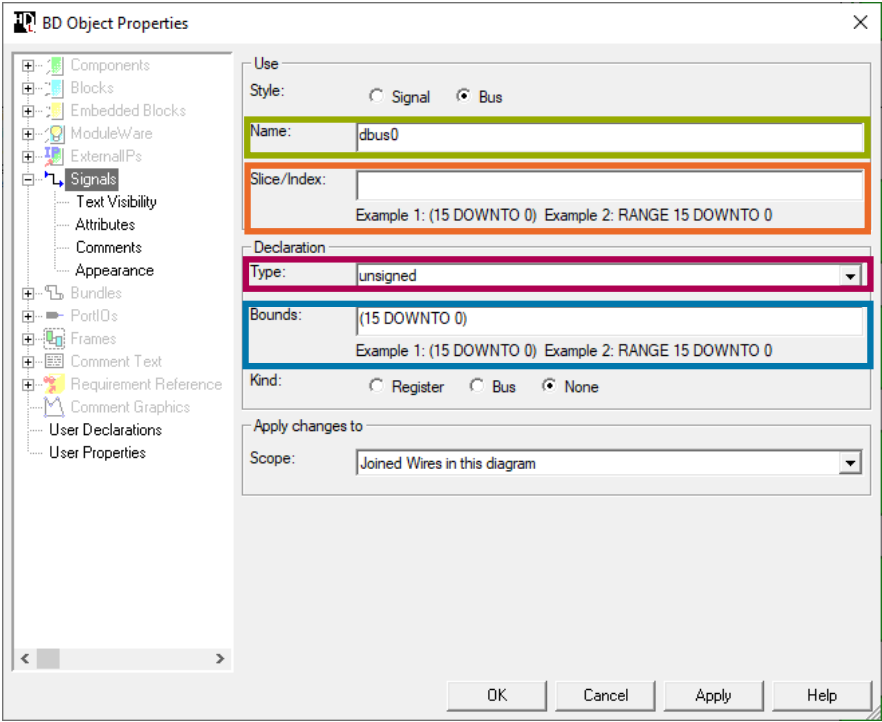 BD Object Properties
Components
Blocks
Embedded Blocks
ModuleWare
ExternalIPs
Signals
Text Visibility
Attributes
Comments
Appearance
Bundles
PortIOs
Frames
Comment Text
Requirement Reference
Comment Graphics
User Declarations
User Properties
Use
Style: Signal Bus
Name: dbus0
Slice/Index:
Example 1: (15 DOWNTO 0) Example 2: RANGE 15 DOWNTO 0
Declaration
Type: unsigned
Bounds: (15 DOWNTO 0)
Example 1: (15 DOWNTO 0) Example 2: RANGE 15 DOWNTO 0
Kind: Register Bus None
Apply changes to
Scope: Joined Wires in this diagram
OK Cancel Apply Help